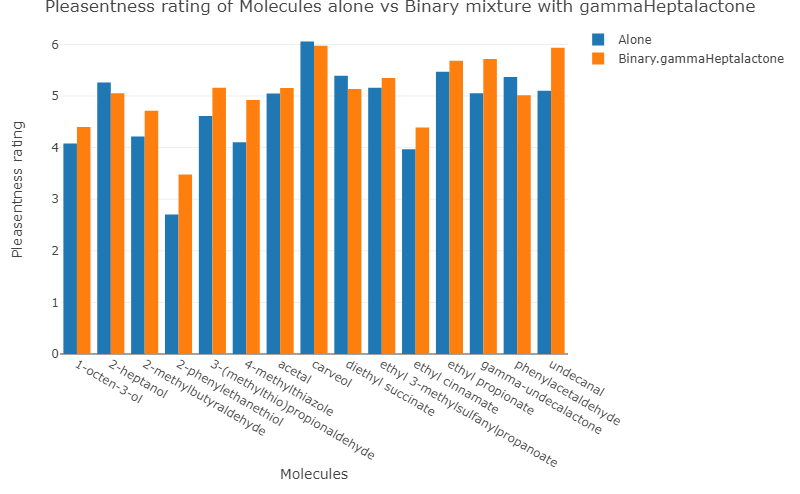 Pleasentness rating of Molecules alone vs Binary mixture with gammaHeptalactone
Alone
Binary.gammaHeptalactone
Pleasentness rating
6
5
4
3
2
1
0
1-octen-3-ol
2-heptanol
2-methylbutyraldehyde
2-phenylethanethiol
3-(methylthio)propionaldehyde
4-methylthiazole
acetal
carveol
diethyl succinate
ethyl 3-methylsulfanylpropanoate
ethyl cinnamate
ethyl propionate
gamma-undecalactone
phenylacetaldehyde
undecanal
Molecules